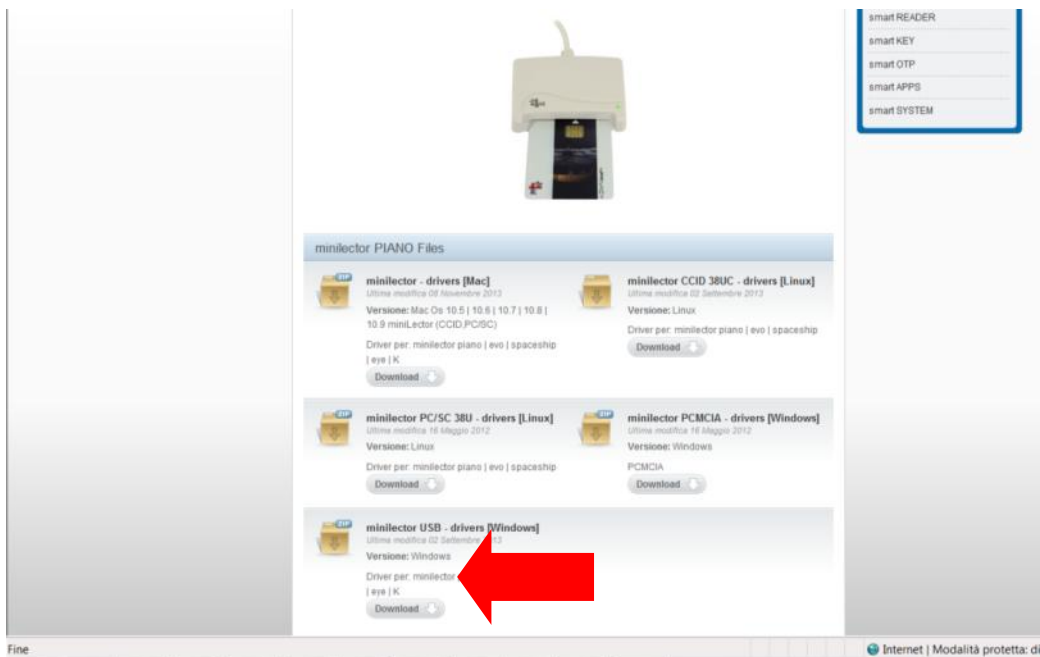 smart READER
smart KEY
smart OTP
smart APPS
smart SYSTEM
minilector PIANO Files
ZIP
minilector - drivers [Mac]
Ultima modifica 08 Novembre 2013
Versione: Mac Os 10.5 | 10.6 | 10.7 | 10.8 |
10.9 miniLector (CCID,PC/SC)
Driver per: minilector piano | evo | spaceship
| eye | K
Download
minilector CCID 38UC - drivers [Linux]
Ultima modifica 02 Settembre 2013
Versione: Linux
Driver per: minilector piano | evo | spaceship
Download
ZIP
minilector PC/SC 38U - drivers [Linux]
Ultima modifica 16 Maggio 2012
Versione: Linux
Driver per: minilector piano | evo | spaceship
Download
ZIP
minilector PCMCIA - drivers [Windows]
Ultima modifica 16 Maggio 2012
Versione: Windows
PCMCIA
Download
ZIP
minilector USB - drivers [Windows]
Ultima modifica 02 Settembre 2013
Versione: Windows
Driver per: minilector
| eye | K
Download
Fine
Internet | Modalità protetta: di